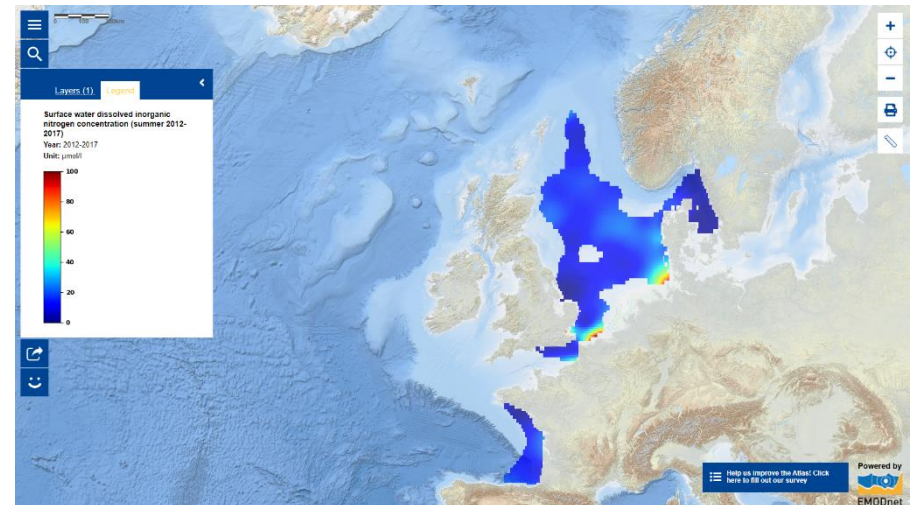 Layers (1) Legend
Surface water dissolved inorganic
nitrogen concentration (summer 2012-
2017)
Year: 2012-2017
Unit: µmol/l
100
80
60
40
20
0
Help us improve the Atlas! Click
here to fill out our survey
Powered by
EMODnet